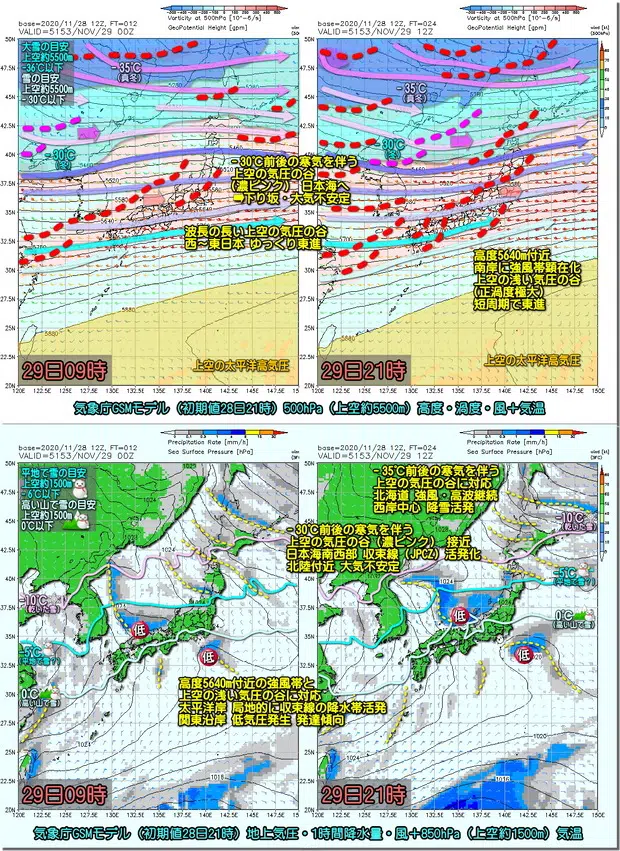 base=2020/11/28 12Z, FT=012
VALID=5153/NOV/29 00Z
Vorticity at 500hPa [10^-6/s]
GeoPotential Height [gpm]
大雪の目安
上空約5500m
-36℃以下
雪の目安
上空約5500m
-30℃以下
-35℃
(真冬)
-30℃
(冬)
-30℃前後の寒気を伴う
上空の気圧の谷
(濃ピンク) 日本海へ
➡下り坂・大気不安定
波長の長い上空の気圧の谷
西~東日本 ゆっくり東進
上空の太平洋高気圧
29日09時
base=2020/11/28 12Z, FT=024
VALID=5153/NOV/29 12Z
Vorticity at 500hPa [10^-6/s]
GeoPotential Height [gpm]
-35℃
(真冬)
-30℃
(冬)
高度5640m付近
南岸に強風帯顕在化
上空の浅い気圧の谷
(正渦度極大)
短周期で東進
上空の太平洋高気圧
29日21時
気象庁GSMモデル (初期値28日21時) 500hPa (上空約5500m) 高度・渦度・風+気温
base=2020/11/28 12Z, FT=012
VALID=5153/NOV/29 00Z
Precipitation Rate [mm/h]
Sea Surface Pressure [hPa]
平地で雪の目安
上空約1500m
-6℃以下
高い山で雪の目安
上空約1500m
0℃以下
-30℃前後の寒気を伴う
上空の気圧の谷 (濃ピンク) 接近
日本海南西部 収束線 (JPCZ) 活発化
北陸付近 大気不安定
-10℃
(乾いた雪)
-5℃
(平地で雪?)
0℃
(高い山で雪)
低
低
高度5640m付近の強風帯と
上空の浅い気圧の谷に対応
太平洋岸 局地的に収束線の降水帯活発
関東沿岸 低気圧発生 発達傾向
29日09時
base=2020/11/28 12Z, FT=024
VALID=5153/NOV/29 12Z
Precipitation Rate [mm/h]
Sea Surface Pressure [hPa]
-35℃前後の寒気を伴う
上空の気圧の谷に対応
北海道 強風・高波継続
西岸中心 降雪活発
-10℃
(乾いた雪)
-5℃
(平地で雪?)
0℃
(高い山で雪)
低
低
29日21時
気象庁GSMモデル (初期値28日21時) 地上気圧・1時間降水量・風+850hPa (上空約1500m) 気温